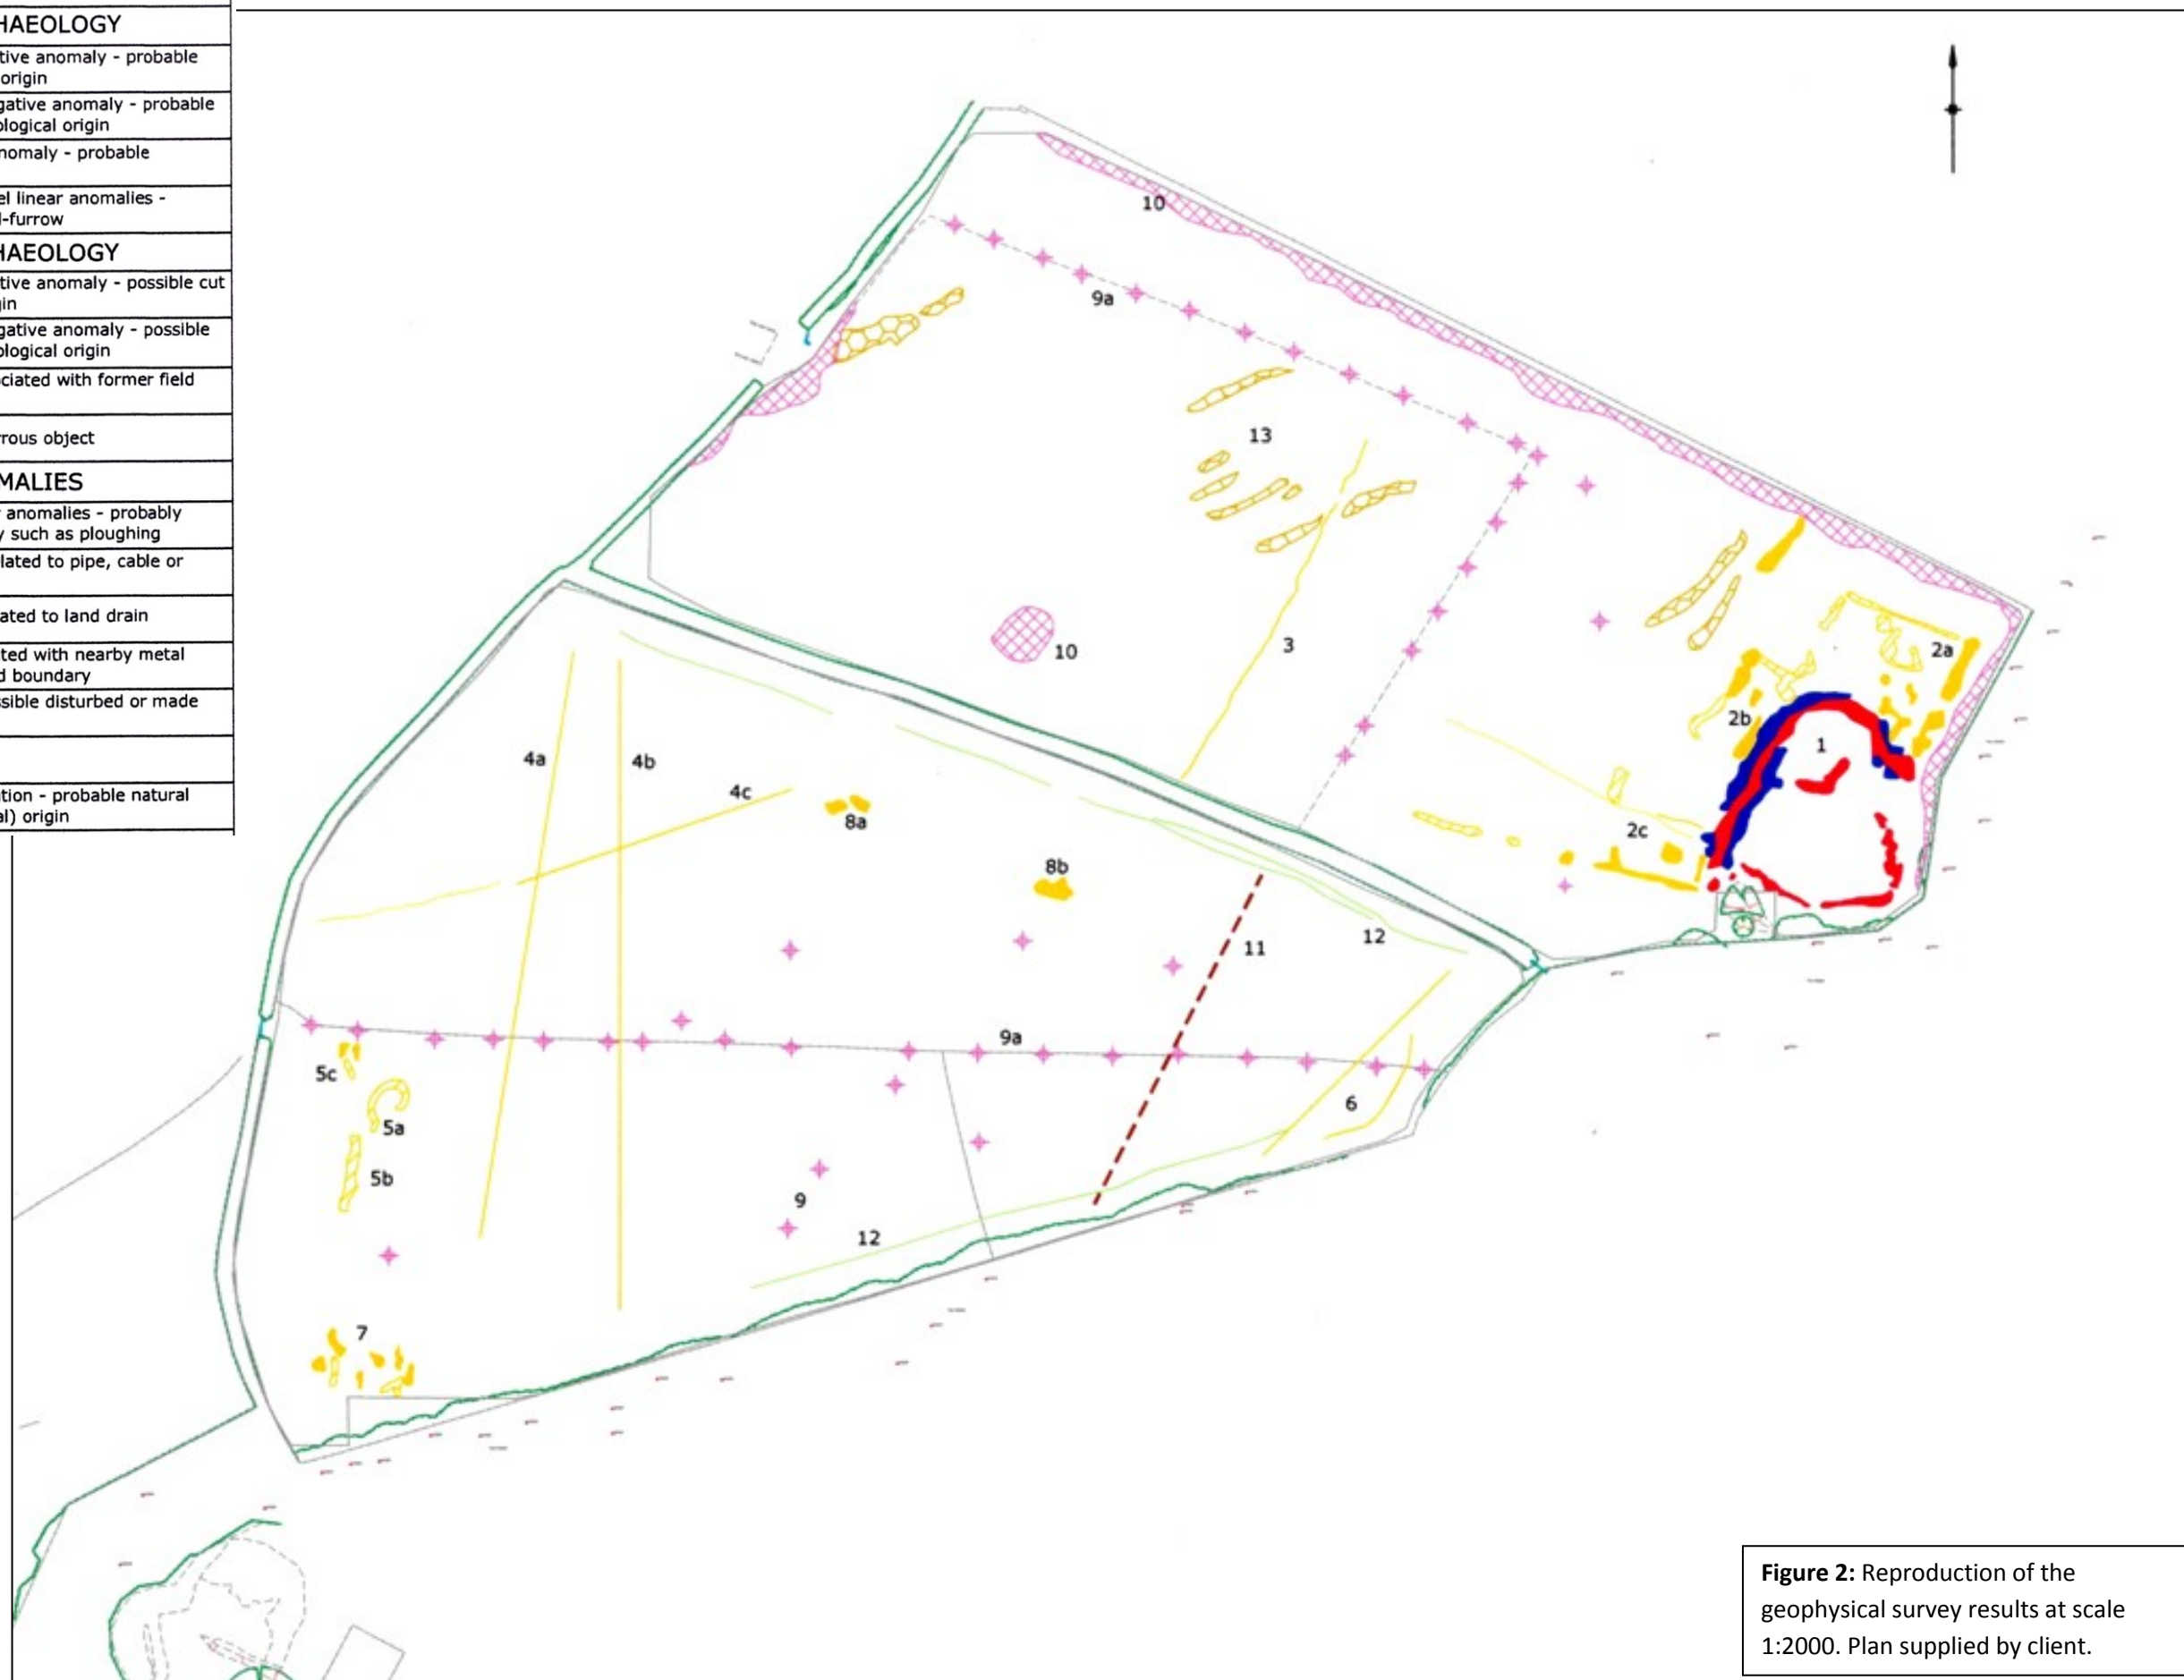 HAEOLOGY
tive anomaly - probable
origin
gative anomaly - probable
ological origin
nomaly - probable
el linear anomalies -
l-furrow
HAEOLOGY
tive anomaly - possible cut
gin
gative anomaly - possible
ological origin
ciated with former field
rrous object
MALIES
r anomalies - probably
y such as ploughing
lated to pipe, cable or
ated to land drain
ted with nearby metal
d boundary
ssible disturbed or made
tion - probable natural
al) origin
10
9a
13
10
3
2a
2b
1
4a
4b
4c
8a
2c
8b
11
12
9a
5c
6
5a
5b
9
12
7
Figure 2: Reproduction of the
geophysical survey results at scale
1:2000. Plan supplied by client.